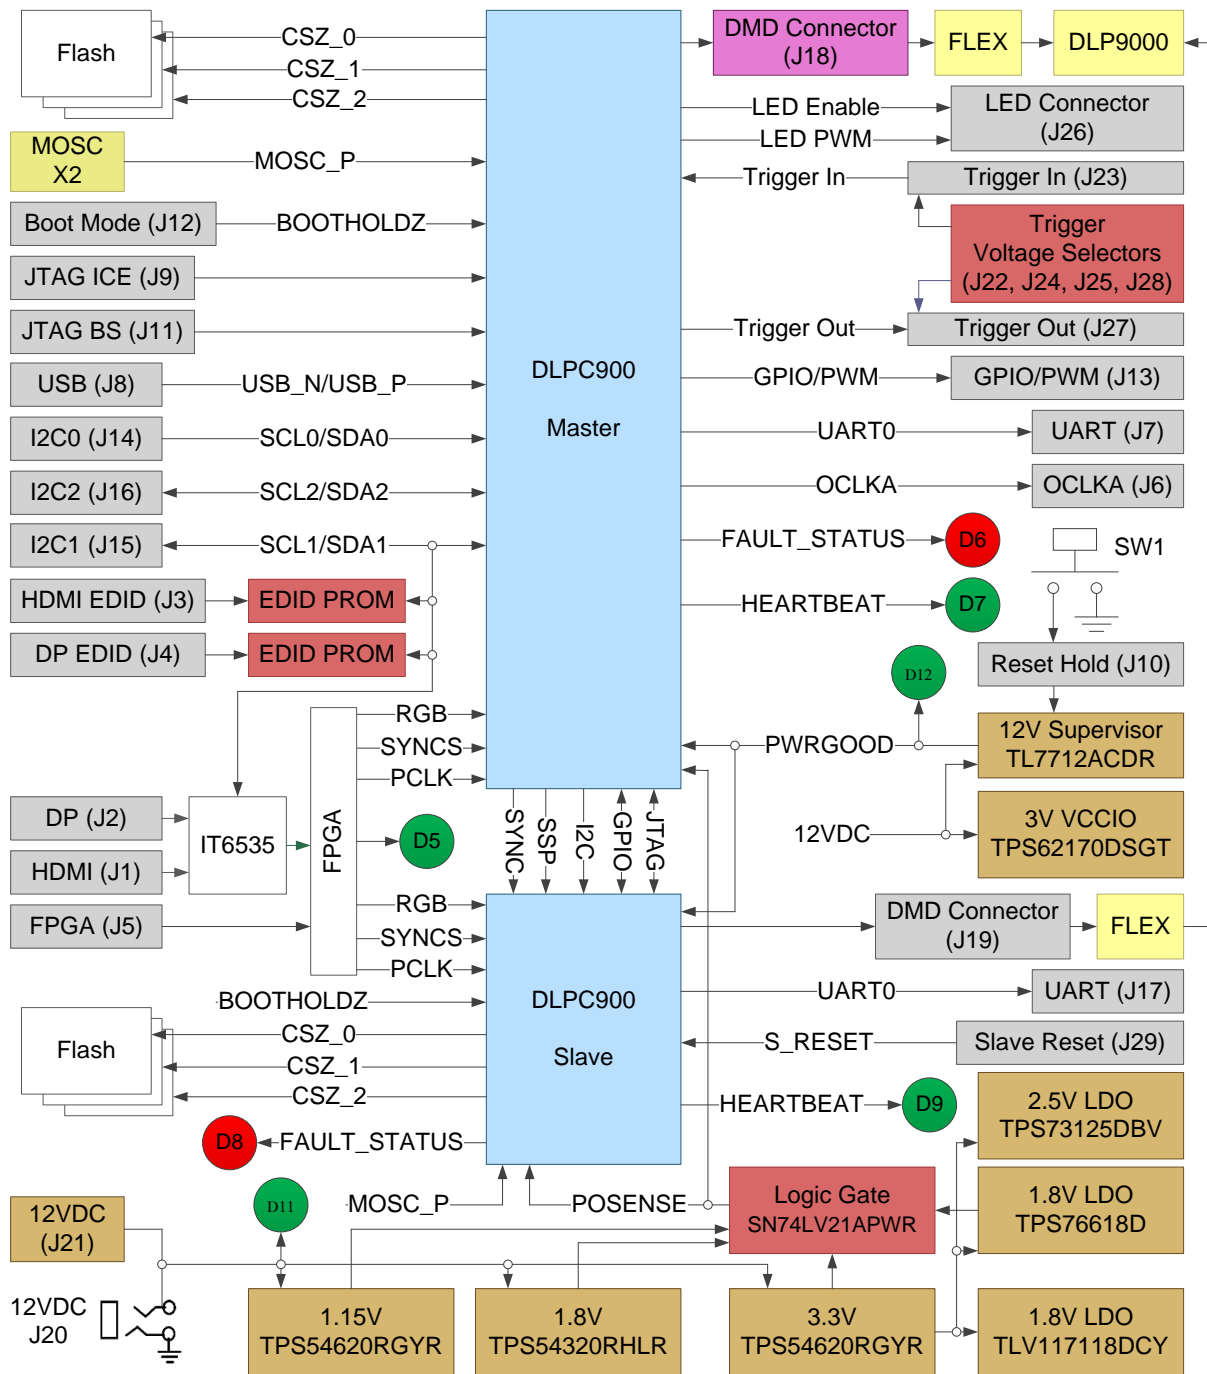 Flash
CSZ_0
CSZ_1
CSZ_2
MOSC
X2
MOSC_P
Boot Mode (J12)
BOOTHOLDZ
JTAG ICE (J9)
JTAG BS (J11)
USB (J8)
USB_N/USB_P
I2C0 (J14)
SCL0/SDA0
I2C2 (J16)
SCL2/SDA2
I2C1 (J15)
SCL1/SDA1
HDMI EDID (J3)
EDID PROM
DP EDID (J4)
EDID PROM
DLPC900
Master
DMD Connector
(J18)
FLEX
DLP9000
LED Enable
LED PWM
LED Connector
(J26)
Trigger In
Trigger In (J23)
Trigger
Voltage Selectors
(J22, J24, J25, J28)
Trigger Out
Trigger Out (J27)
GPIO/PWM
GPIO/PWM (J13)
UART0
UART (J7)
OCLKA
OCLKA (J6)
FAULT_STATUS
D6
SW1
HEARTBEAT
D7
Reset Hold (J10)
D12
PWRGOOD
12V Supervisor
TL7712ACDR
12VDC
3V VCCIO
TPS62170DSGT
RGB
SYNCS
PCLK
DP (J2)
HDMI (J1)
IT6535
FPGA
D5
FPGA (J5)
SYNC
SSP
I2C
GPIO
JTAG
RGB
SYNCS
PCLK
BOOTHOLDZ
Flash
CSZ_0
CSZ_1
CSZ_2
D8
FAULT_STATUS
MOSC_P
DLPC900
Slave
DMD Connector
(J19)
FLEX
UART0
UART (J17)
S_RESET
Slave Reset (J29)
HEARTBEAT
D9
2.5V LDO
TPS73125DBV
POSENSE
Logic Gate
SN74LV21APWR
1.8V LDO
TPS76618D
12VDC
(J21)
D11
12VDC
J20
1.15V
TPS54620RGYR
1.8V
TPS54320RHLR
3.3V
TPS54620RGYR
1.8V LDO
TLV117118DCY